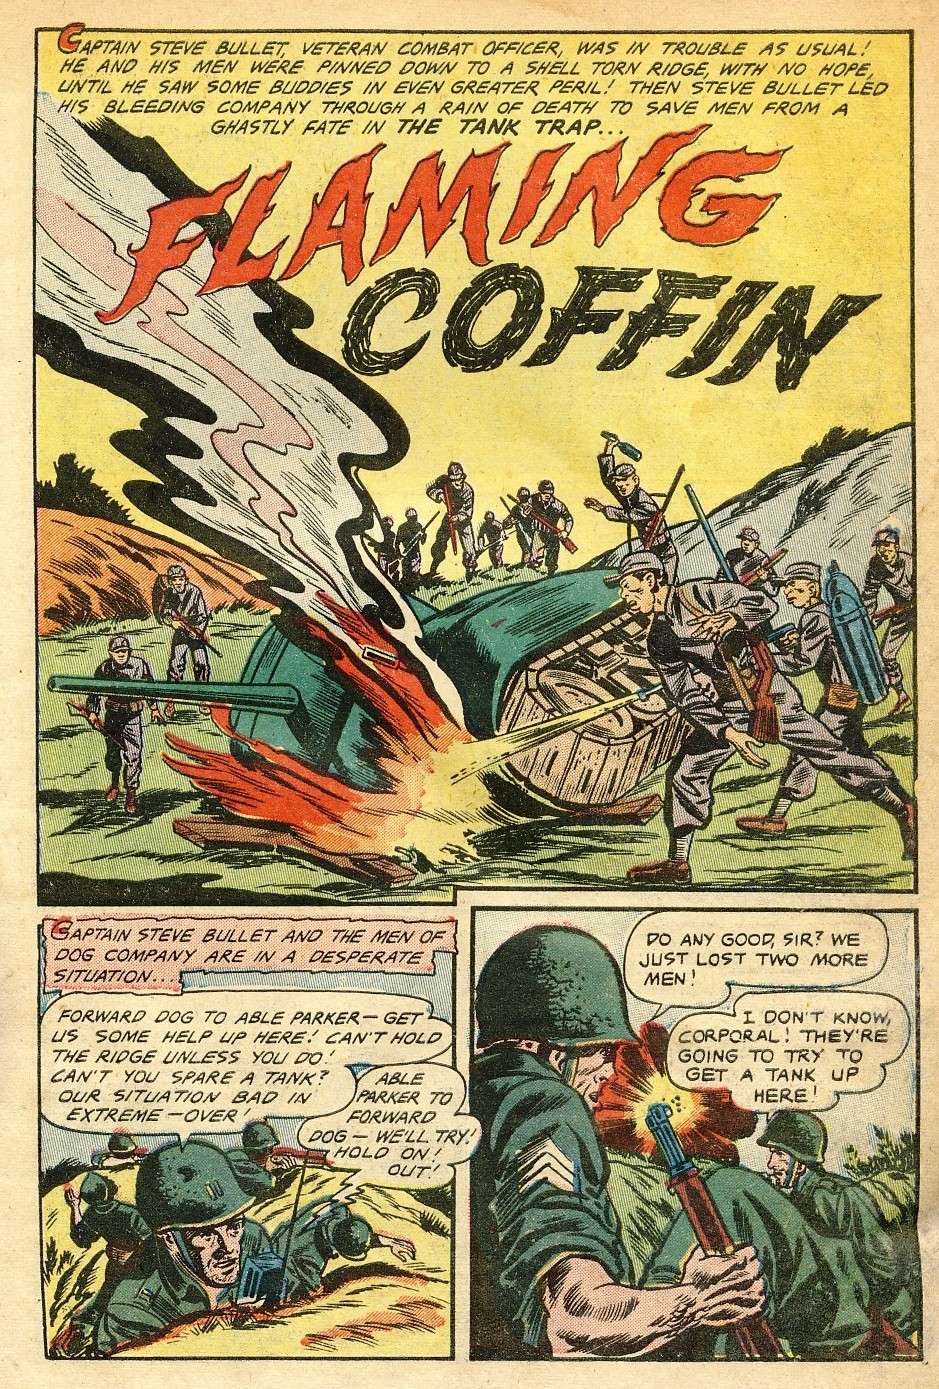 CAPTAIN STEVE BULLET, VETERAN COMBAT OFFICER, WAS IN TROUBLE AS USUAL!
HE AND HIS MEN WERE PINNED DOWN TO A SHELL TORN RIDGE, WITH NO HOPE,
UNTIL HE SAW SOME BUDDIES IN EVEN GREATER PERIL! THEN STEVE BULLET LED
HIS BLEEDING COMPANY THROUGH A RAIN OF DEATH TO SAVE MEN FROM A
GHASTLY FATE IN THE TANK TRAP...
FLAMING
COFFIN
CAPTAIN STEVE BULLET AND THE MEN OF
DOG COMPANY ARE IN A DESPERATE
SITUATION...
FORWARD DOG TO ABLE PARKER—GET
US SOME HELP UP HERE! CAN'T HOLD
THE RIDGE UNLESS YOU DO!
CAN'T YOU SPARE A TANK?
OUR SITUATION BAD IN
EXTREME—OVER!
ABLE
PARKER TO
FORWARD
DOG—WE'LL TRY!
HOLD ON!
OUT!
DO ANY GOOD, SIR? WE
JUST LOST TWO MORE
MEN!
I DON'T KNOW,
CORPORAL! THEY'RE
GOING TO TRY TO
GET A TANK UP
HERE!